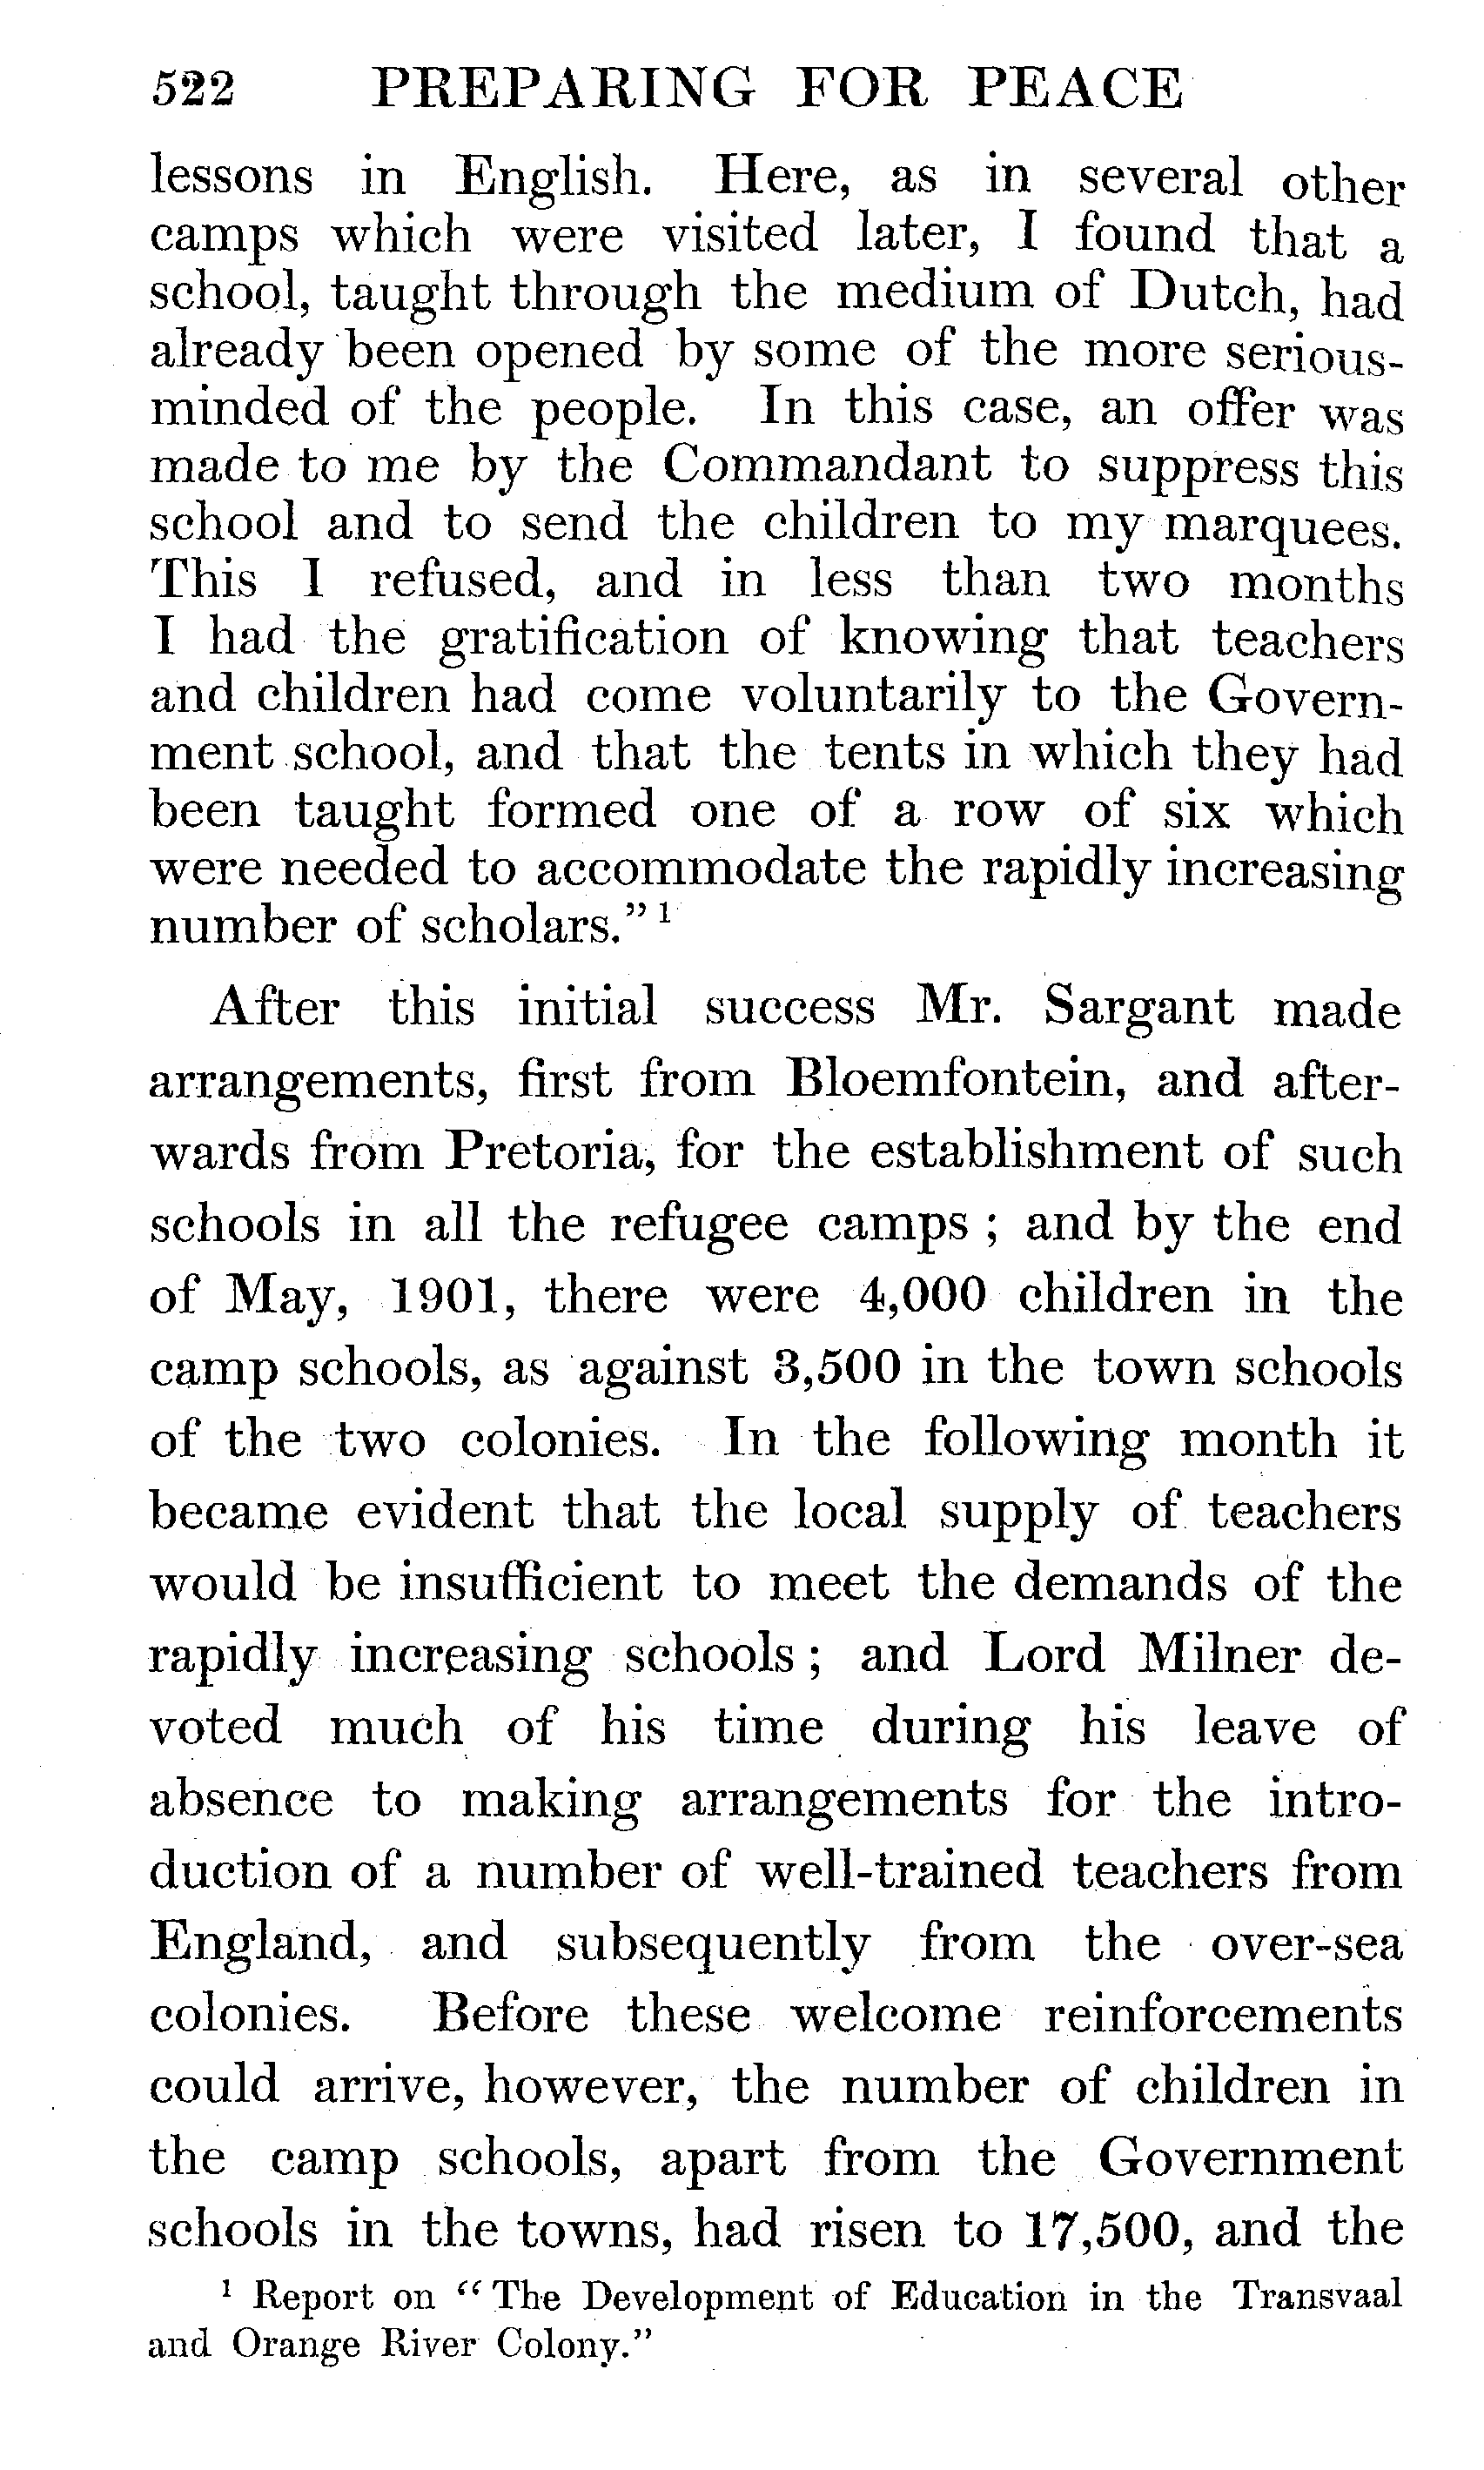 522 PREPARING FOR PEACE
lessons in English. Here, as in several other
camps which were visited later, I found that a
school, taught through the medium of Dutch, had
already been opened by some of the more serious-
minded of the people. In this case, an offer was
made to me by the Commandant to suppress this
school and to send the children to my marquees.
This I refused, and in less than two months
I had the gratification of knowing that teachers
and children had come voluntarily to the Govern-
ment school, and that the tents in which they had
been taught formed one of a row of six which
were needed to accommodate the rapidly increasing
number of scholars." 1
After this initial success Mr. Sargant made
arrangements, first from Bloemfontein, and after-
wards from Pretoria, for the establishment of such
schools in all the refugee camps ; and by the end
of May, 1901, there were 4,000 children in the
camp schools, as against 3,500 in the town schools
of the two colonies. In the following month it
became evident that the local supply of teachers
would be insufficient to meet the demands of the
rapidly increasing schools ; and Lord Milner de-
voted much of his time during his leave of
absence to making arrangements for the intro-
duction of a number of well-trained teachers from
England, and subsequently from the over-sea
colonies. Before these welcome reinforcements
could arrive, however, the number of children in
the camp schools, apart from the Government
schools in the towns, had risen to 17,500, and the
1 Report on "The Development of Education in the Transvaal
and Orange River Colony."